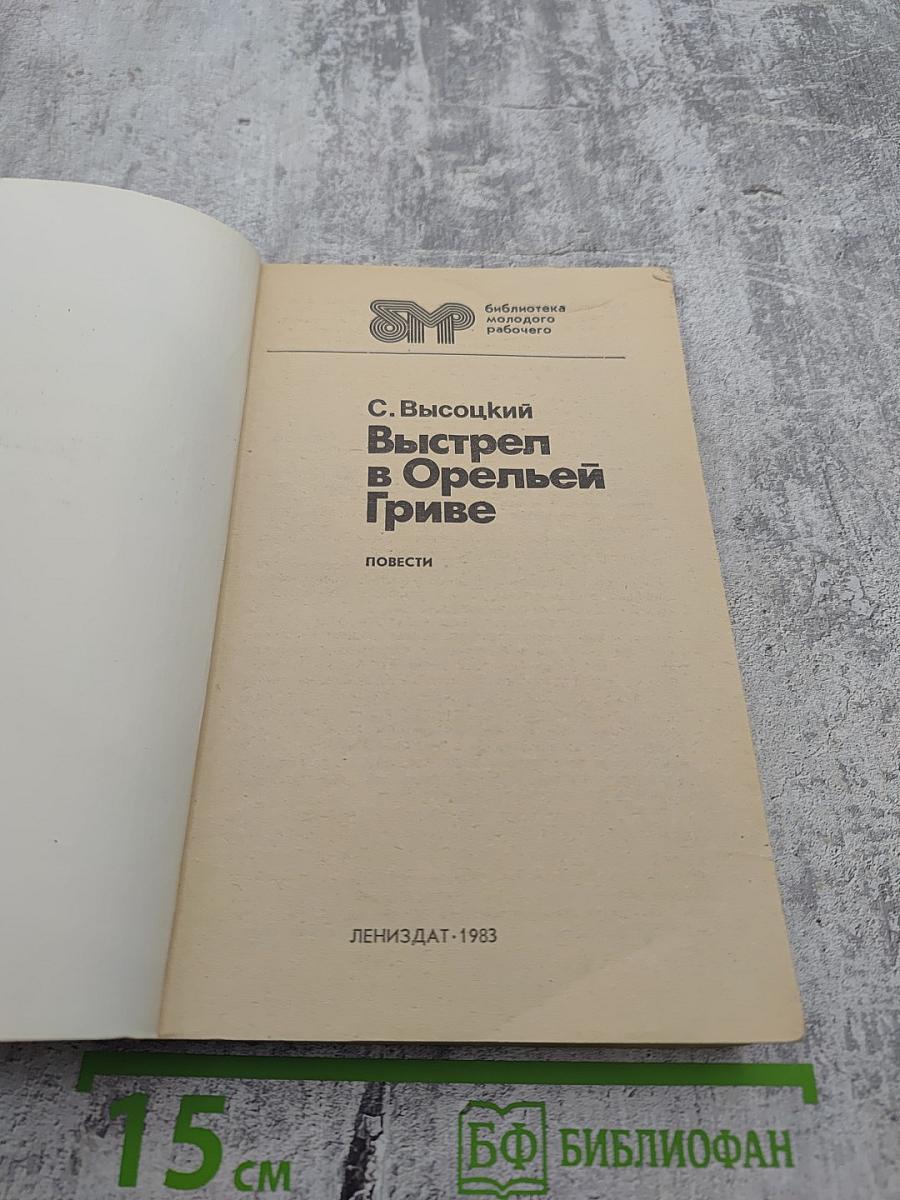 бмр
библиотека
молодого
рабочего
С. Высоцкий
Выстрел
в Орельей
Гриве
ПОВЕСТИ
ЛЕНИЗДАТ·1983
15 см
БФ БИБЛИОФАН